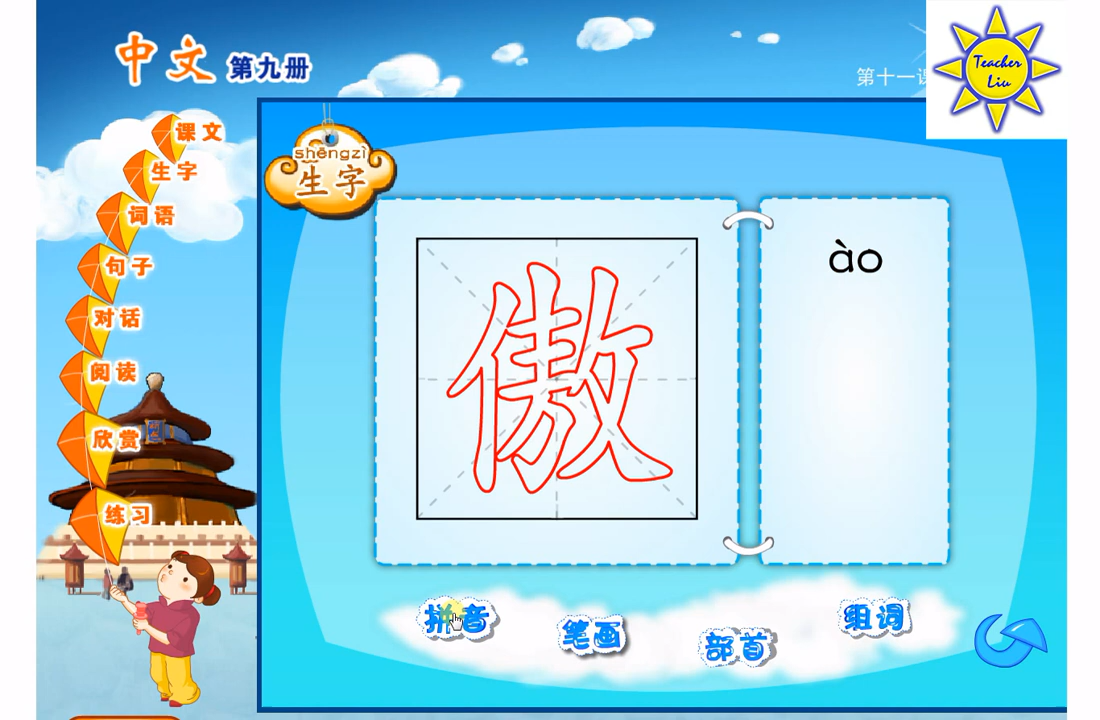 中文 第九册
第十一课
Teacher
Liu
课文
生字
词语
句子
对话
阅读
欣赏
练习
shēngzì
生字
傲
ào
拼音
笔画
部首
组词